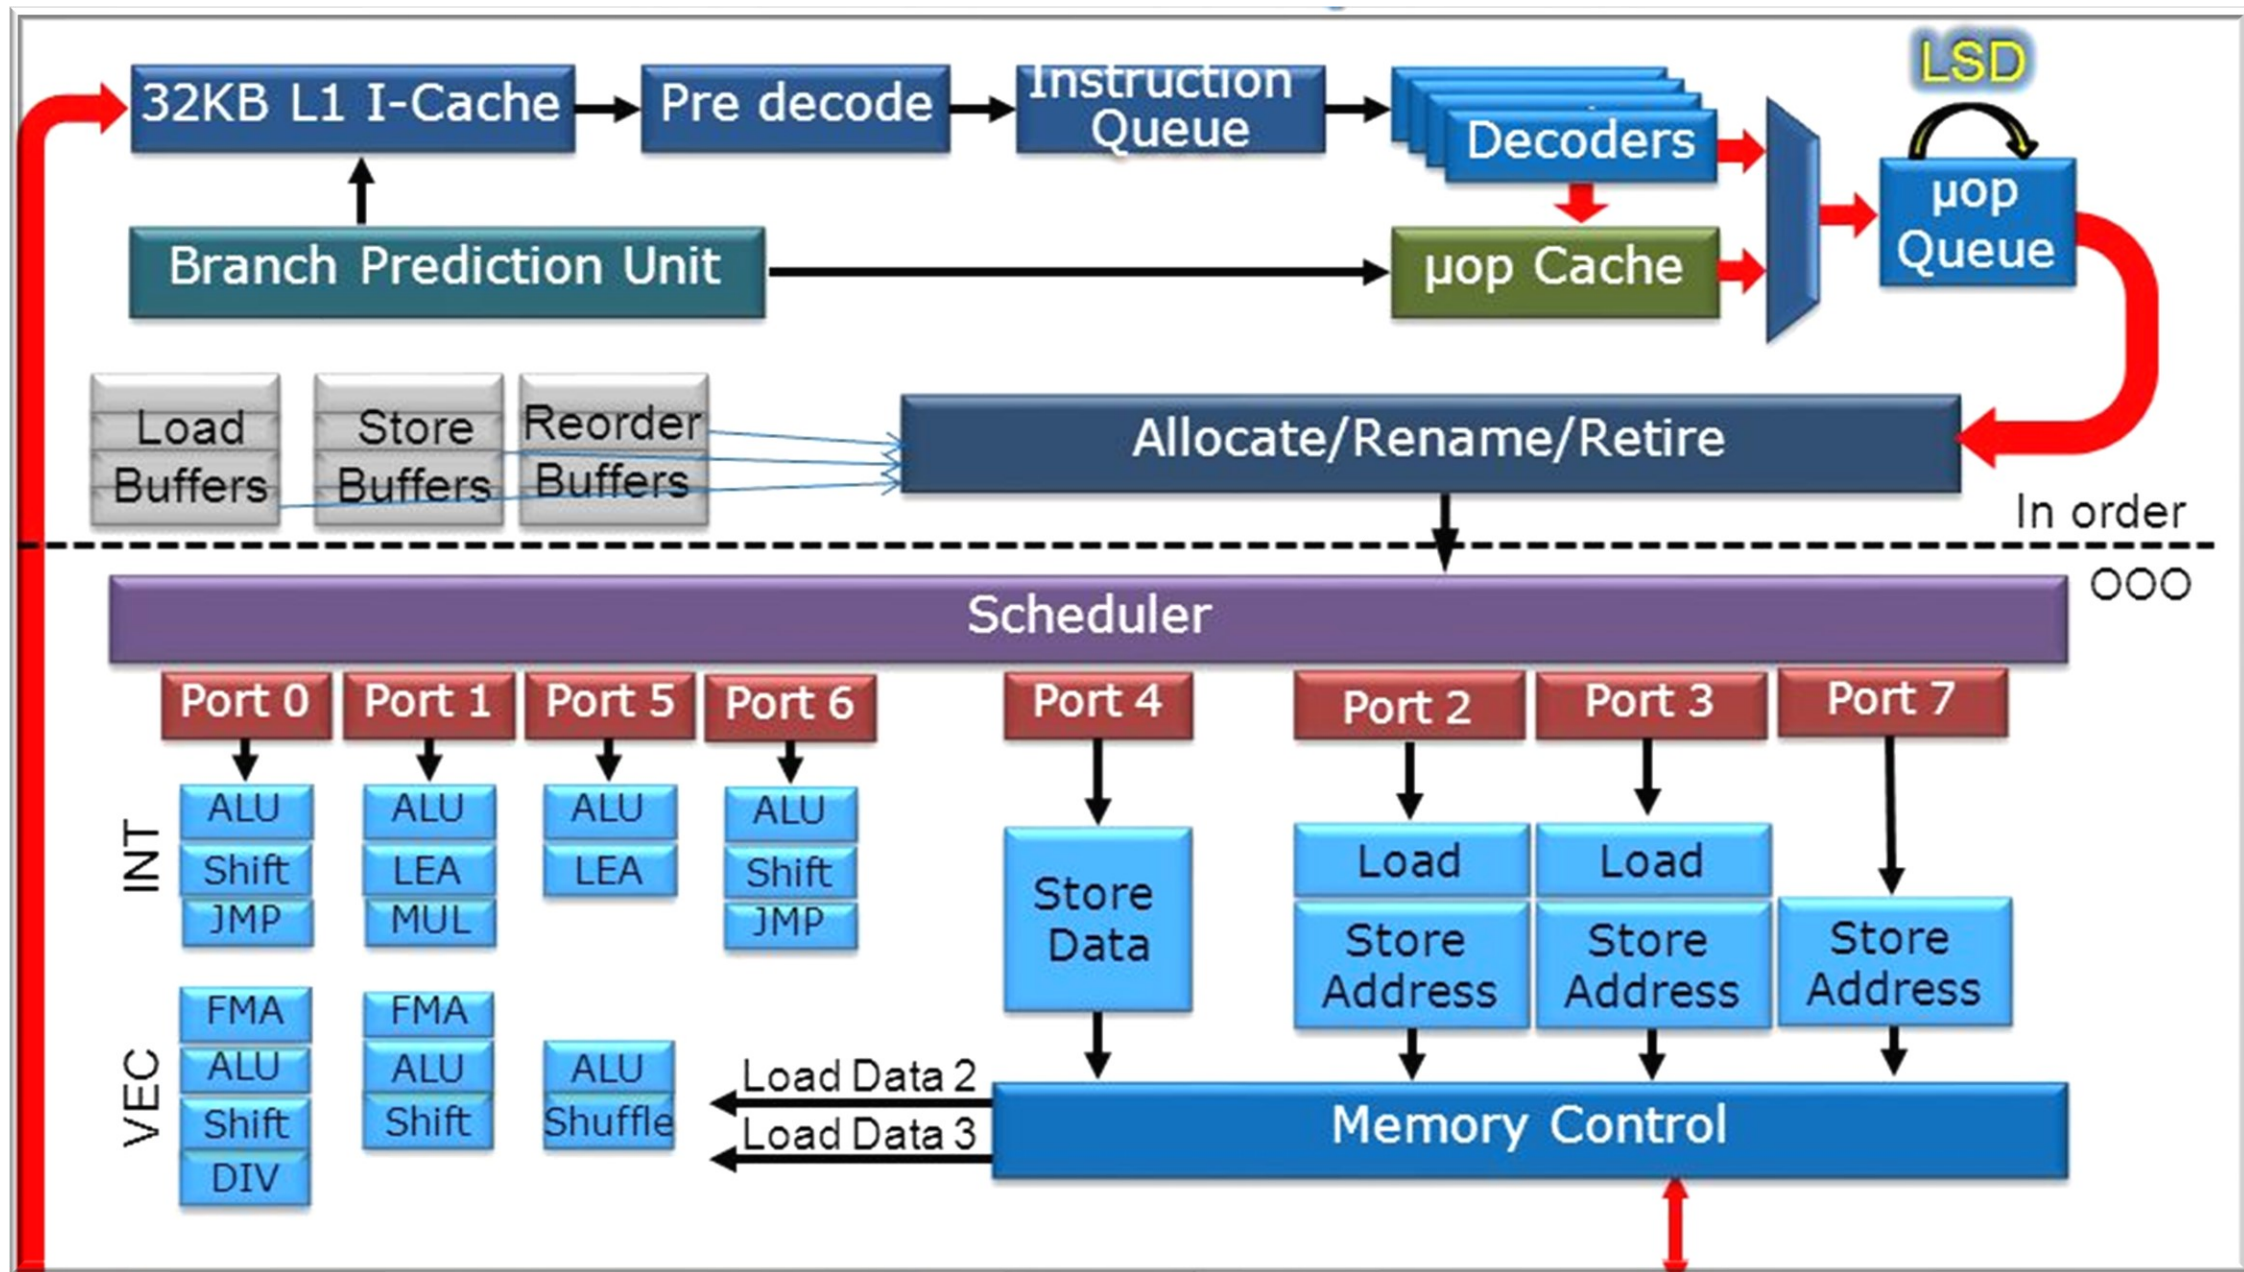 LSD
32KB L1 I-Cache
Pre decode
Instruction
Queue
Decoders
µop
Queue
Branch Prediction Unit
µop Cache
Load
Buffers
Store
Buffers
Reorder
Buffers
Allocate/Rename/Retire
In order
OOO
Scheduler
Port 0
Port 1
Port 5
Port 6
Port 4
Port 2
Port 3
Port 7
INT
ALU
Shift
JMP
ALU
LEA
MUL
ALU
LEA
ALU
Shift
JMP
Store
Data
Load
Store
Address
Load
Store
Address
Store
Address
VEC
FMA
ALU
Shift
DIV
FMA
ALU
Shift
ALU
Shuffle
Load Data 2
Load Data 3
Memory Control